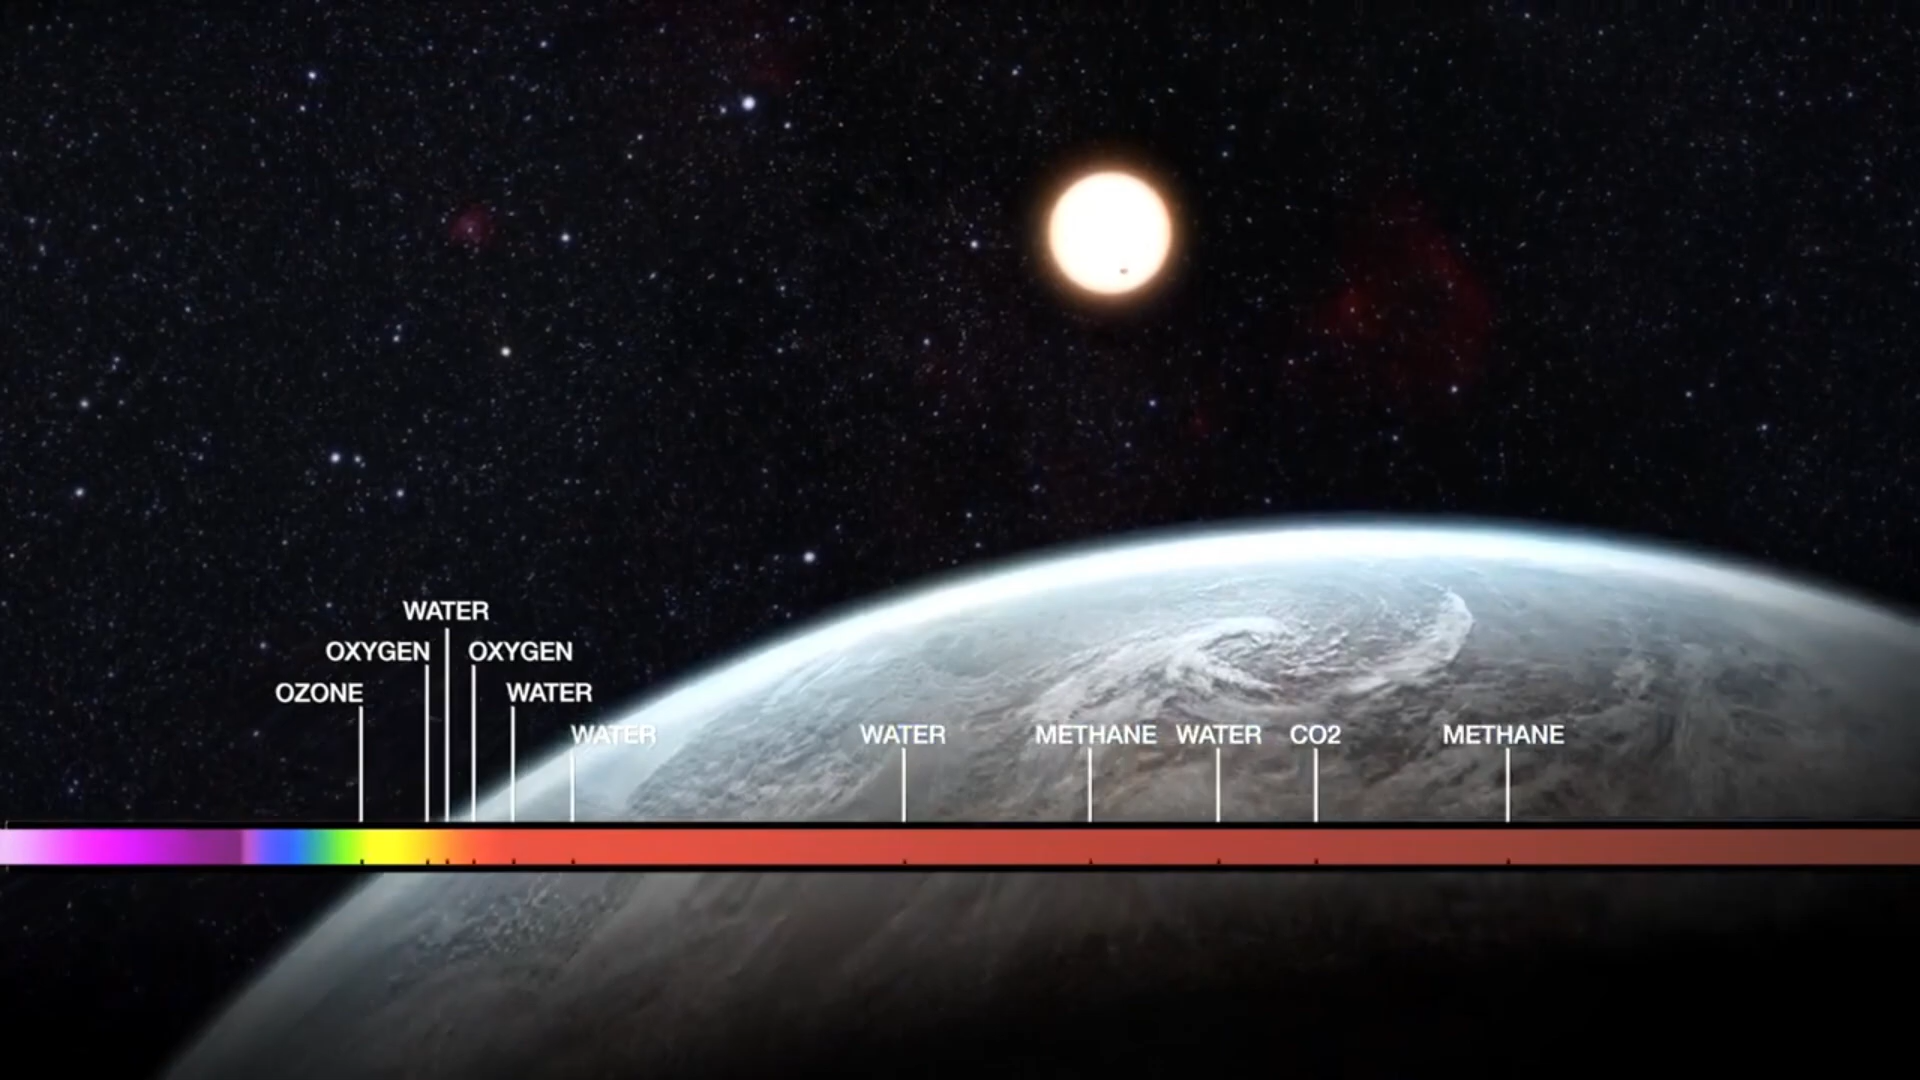 WATER
OXYGEN OXYGEN
OZONE WATER
WATER WATER METHANE WATER CO2 METHANE